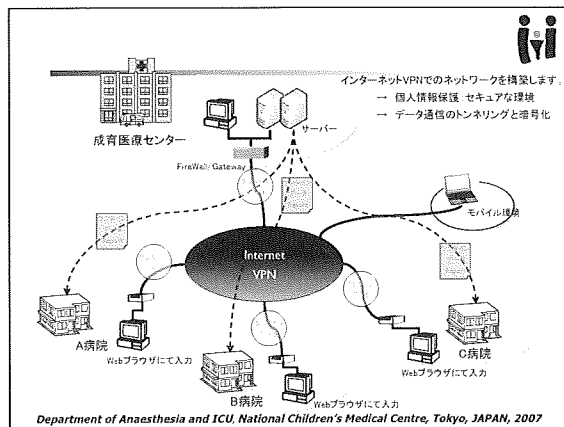 インターネットVPNでのネットワークを構築します。
→ 個人情報保護:セキュアな環境
→ データ通信のトンネリングと暗号化
成育医療センター
サーバー
FireWall/Gateway
モバイル環境
Internet
VPN
A病院
Webブラウザにて入力
B病院
Webブラウザにて入力
C病院
Webブラウザにて入力
Department of Anaesthesia and ICU, National Children's Medical Centre, Tokyo, JAPAN, 2007